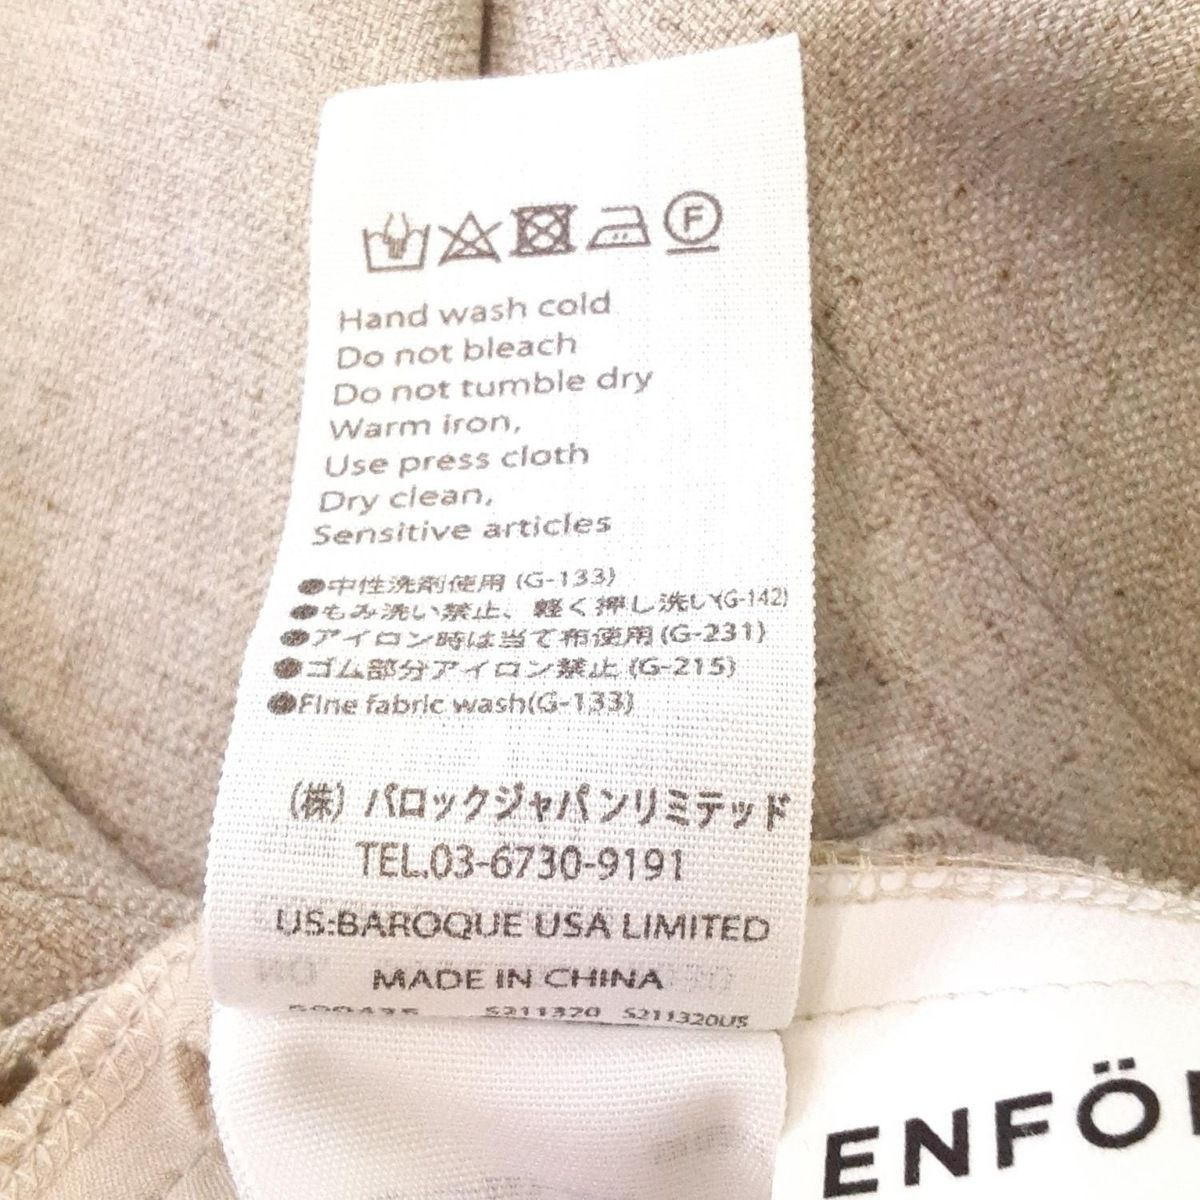 F
Hand wash cold
Do not bleach
Do not tumble dry
Warm iron,
Use press cloth
Dry clean,
Sensitive articles
●中性洗剤使用 (G-133)
●もみ洗い禁止、軽く押し洗い(G-142)
●アイロン時は当て布使用 (G-231)
●ゴム部分アイロン禁止 (G-215)
●Fine fabric wash(G-133)
(株) バロックジャパンリミテッド
TEL.03-6730-9191
US:BAROQUE USA LIMITED
MADE IN CHINA
S211320 S211320US
ENFÖ